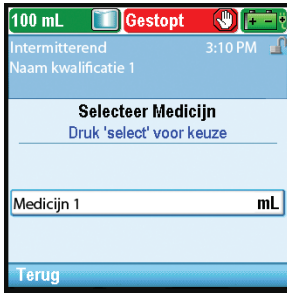 100 mL Gestopt
Intermitterend 3:10 PM
Naam kwalificatie 1
Selecteer Medicijn
Druk 'select' voor keuze
Medicijn 1 mL
Terug